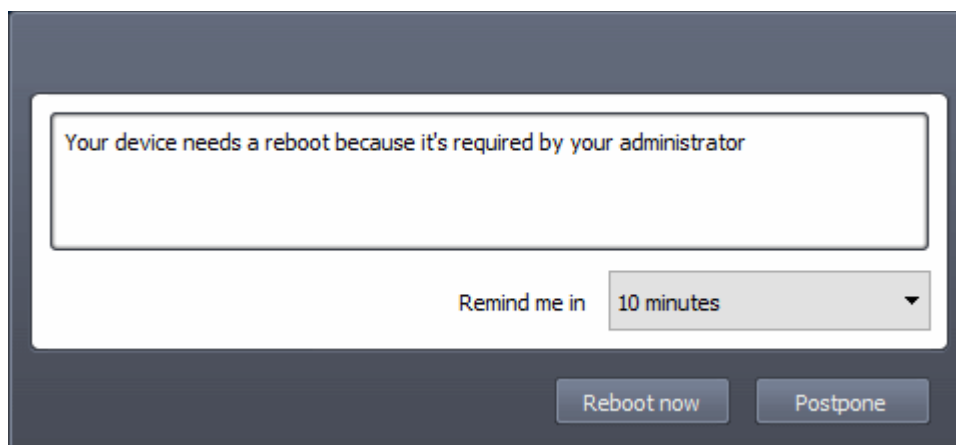 Your device needs a reboot because it's required by your administrator
Remind me in 10 minutes
Reboot now Postpone